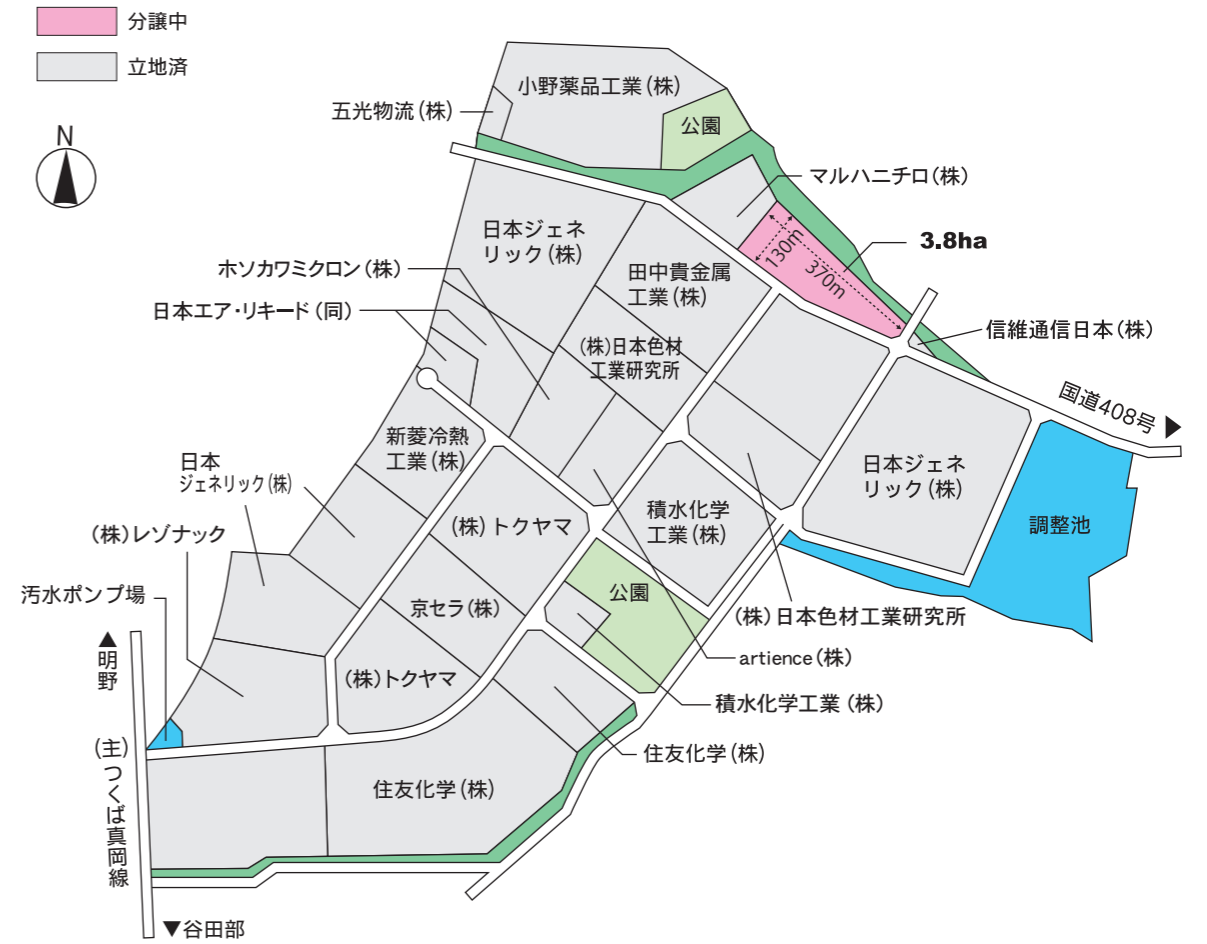 分譲中
立地済
N
小野薬品工業(株)
五光物流(株)
公園
マルハニチロ(株)
3.8ha
130m
370m
日本ジェネ
リック(株)
ホソカワミクロン(株)
田中貴金属
工業(株)
日本エア・リキード(同)
信維通信日本(株)
(株)日本色材
工業研究所
国道408号▶
新菱冷熱
工業(株)
日本
ジェネリック(株)
日本ジェネ
リック(株)
(株)レゾナック
(株)トクヤマ
積水化学
工業(株)
調整池
汚水ポンプ場
京セラ(株)
公園
(株)日本色材工業研究所
▲明野
artience(株)
(株)トクヤマ
積水化学工業(株)
(主)つくば真岡線
住友化学(株)
住友化学(株)
▼谷田部